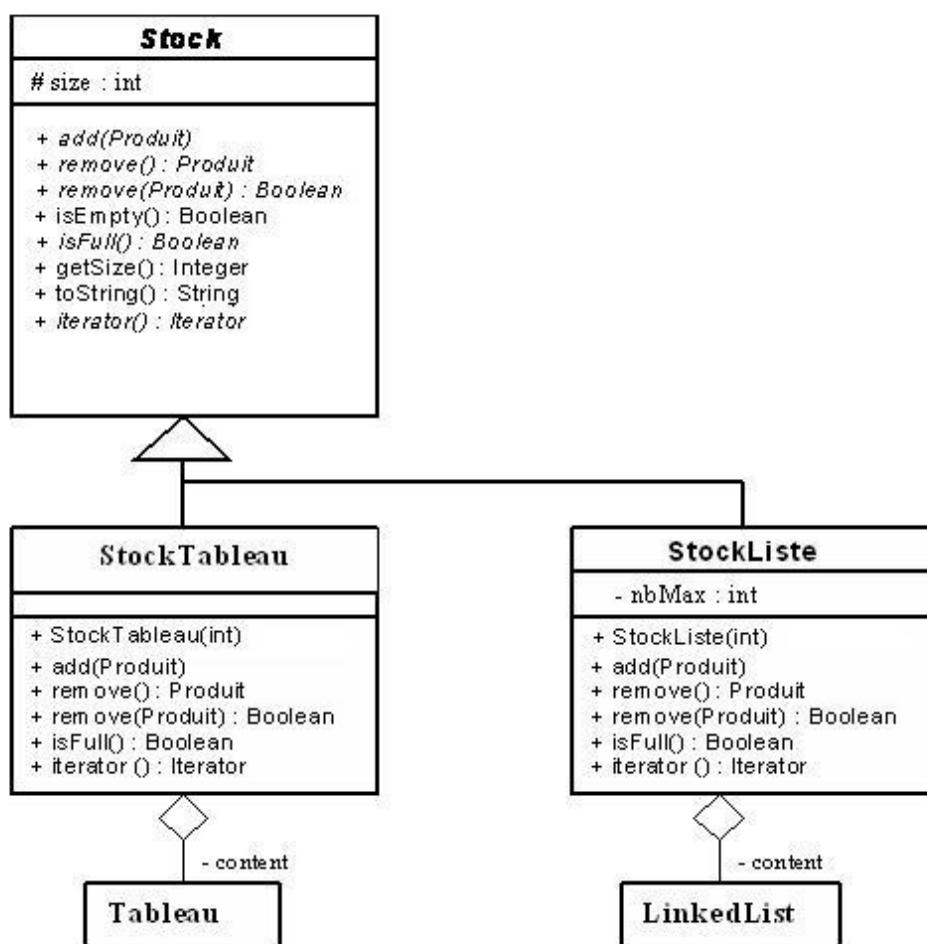 Stock
# size : int
+ add(Produit)
+ remove() : Produit
+ remove(Produit) : Boolean
+ isEmpty() : Boolean
+ isFull() : Boolean
+ getSize() : Integer
+ toString() : String
+ iterator() : Iterator
StockTableau
+ StockTableau(int)
+ add(Produit)
+ remove() : Produit
+ remove(Produit) : Boolean
+ isFull() : Boolean
+ iterator () : Iterator
- content
Tableau
StockListe
- nbMax : int
+ StockListe(int)
+ add(Produit)
+ remove() : Produit
+ remove(Produit) : Boolean
+ isFull() : Boolean
+ iterator () : Iterator
- content
LinkedList